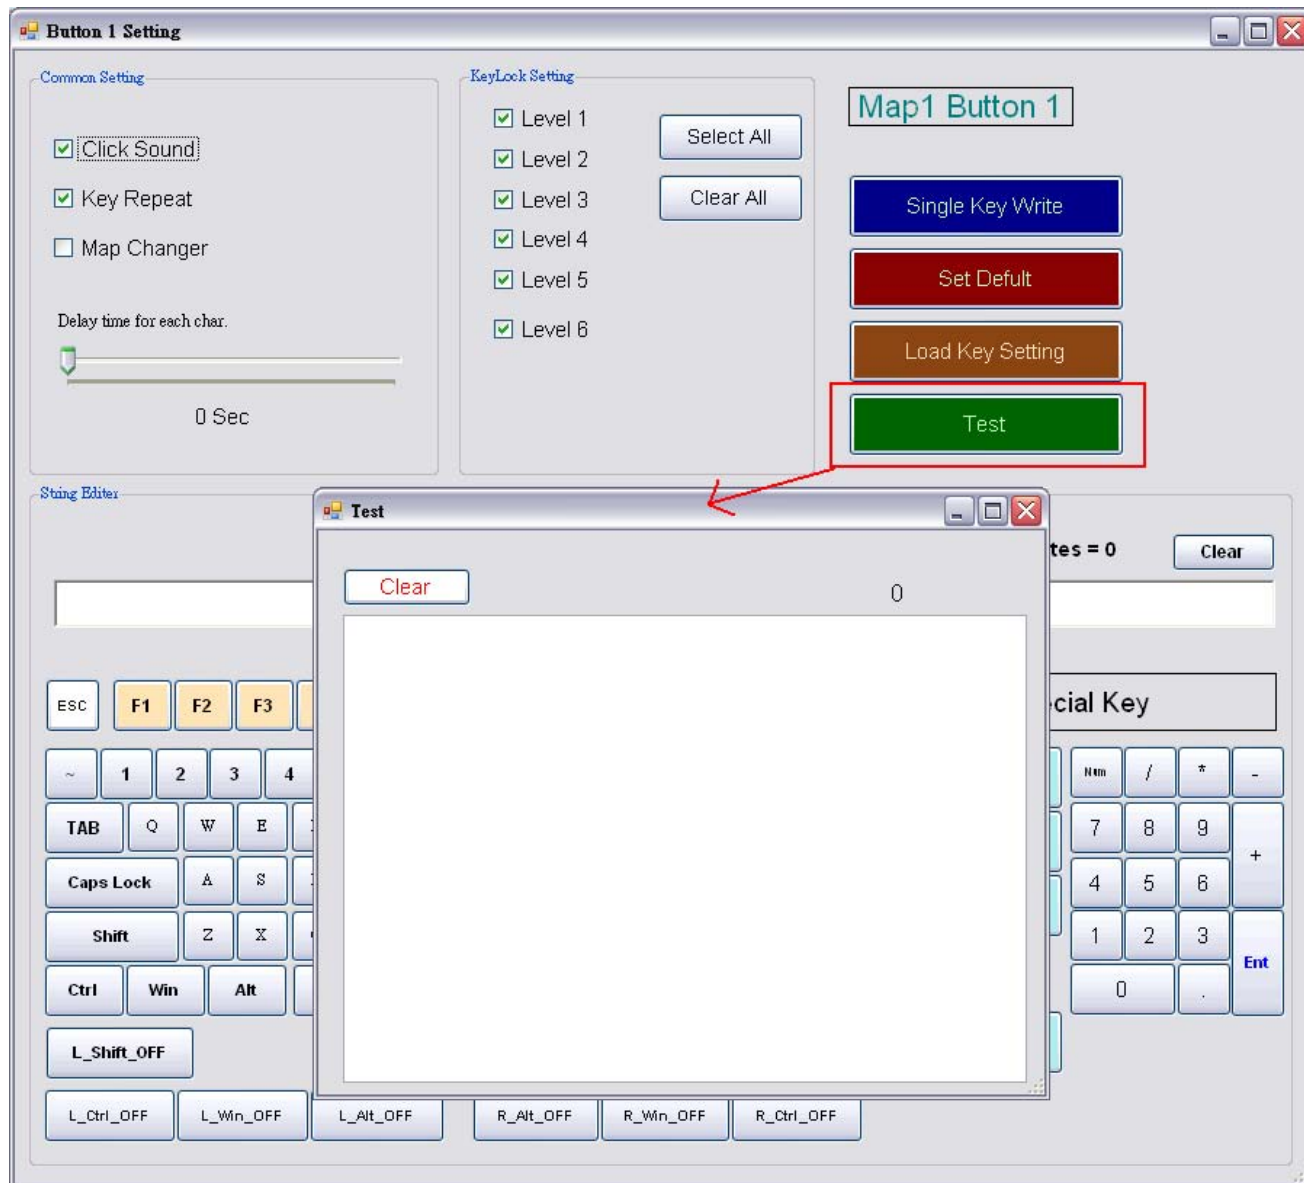 Button 1 Setting
Common Setting
Click Sound
Key Repeat
Map Changer
Delay time for each char.
0 Sec
KeyLock Setting
Level 1
Level 2
Level 3
Level 4
Level 5
Level 6
Select All
Clear All
Map1 Button 1
Single Key Write
Set Defult
Load Key Setting
Test
String Editer
tes = 0 Clear
Test
Clear 0
ESC F1 F2 F3 cial Key
~ 1 2 3 4 Num / * -
TAB Q W E 7 8 9 +
Caps Lock A S 4 5 6
Shift Z X 1 2 3 Ent
Ctrl Win Alt 0 .
L_Shift_OFF
L_Ctrl_OFF L_Win_OFF L_Alt_OFF R_Alt_OFF R_Win_OFF R_Ctrl_OFF